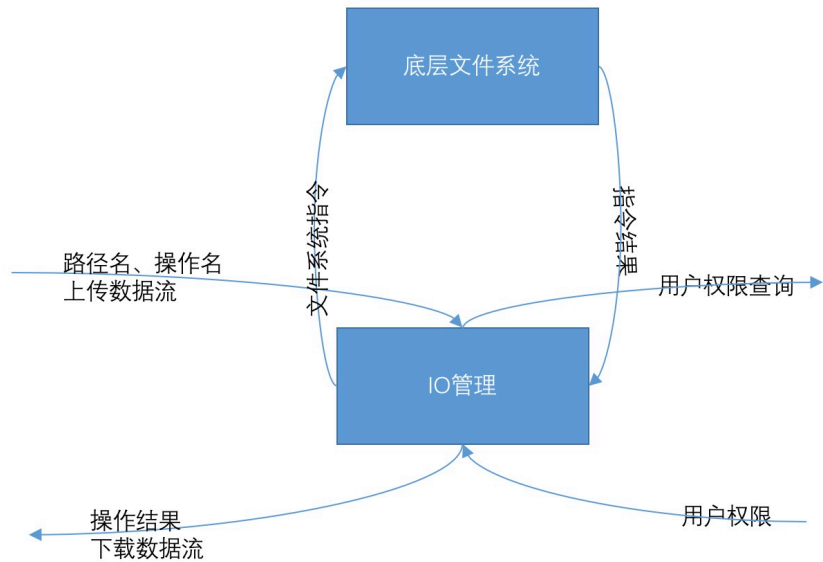 底层文件系统
文件系统指令
指令结果
路径名、操作名
上传数据流
用户权限查询
IO管理
操作结果
下载数据流
用户权限